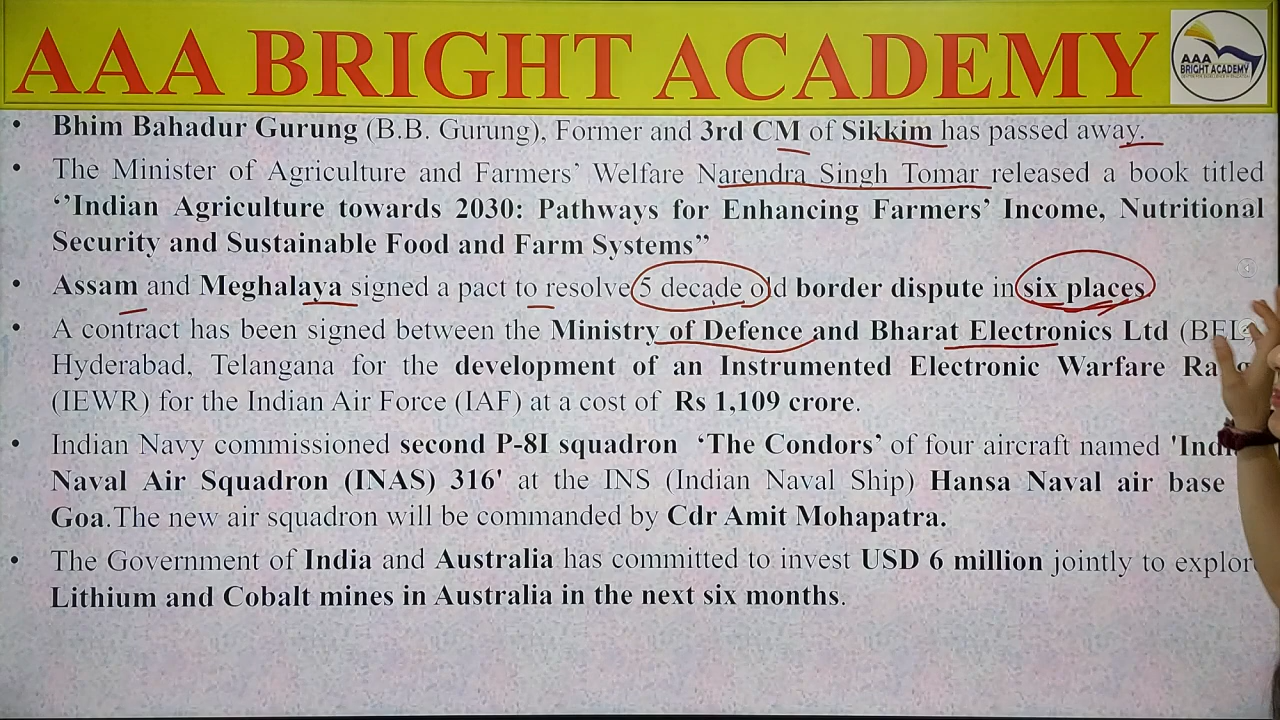 AAA BRIGHT ACADEMY
AAA
BRIGHT ACADEMY
• Bhim Bahadur Gurung (B.B. Gurung), Former and 3rd CM of Sikkim has passed away.
• The Minister of Agriculture and Farmers' Welfare Narendra Singh Tomar released a book titled
‘’Indian Agriculture towards 2030: Pathways for Enhancing Farmers’ Income, Nutritional
Security and Sustainable Food and Farm Systems”
• Assam and Meghalaya signed a pact to resolve 5 decade old border dispute in six places.
• A contract has been signed between the Ministry of Defence and Bharat Electronics Ltd (BEL)
Hyderabad, Telangana for the development of an Instrumented Electronic Warfare
(IEWR) for the Indian Air Force (IAF) at a cost of Rs 1,109 crore.
• Indian Navy commissioned second P-8I squadron ‘The Condors’ of four aircraft named
Naval Air Squadron (INAS) 316' at the INS (Indian Naval Ship) Hansa Naval air base
Goa.The new air squadron will be commanded by Cdr Amit Mohapatra.
• The Government of India and Australia has committed to invest USD 6 million jointly to explore
Lithium and Cobalt mines in Australia in the next six months.